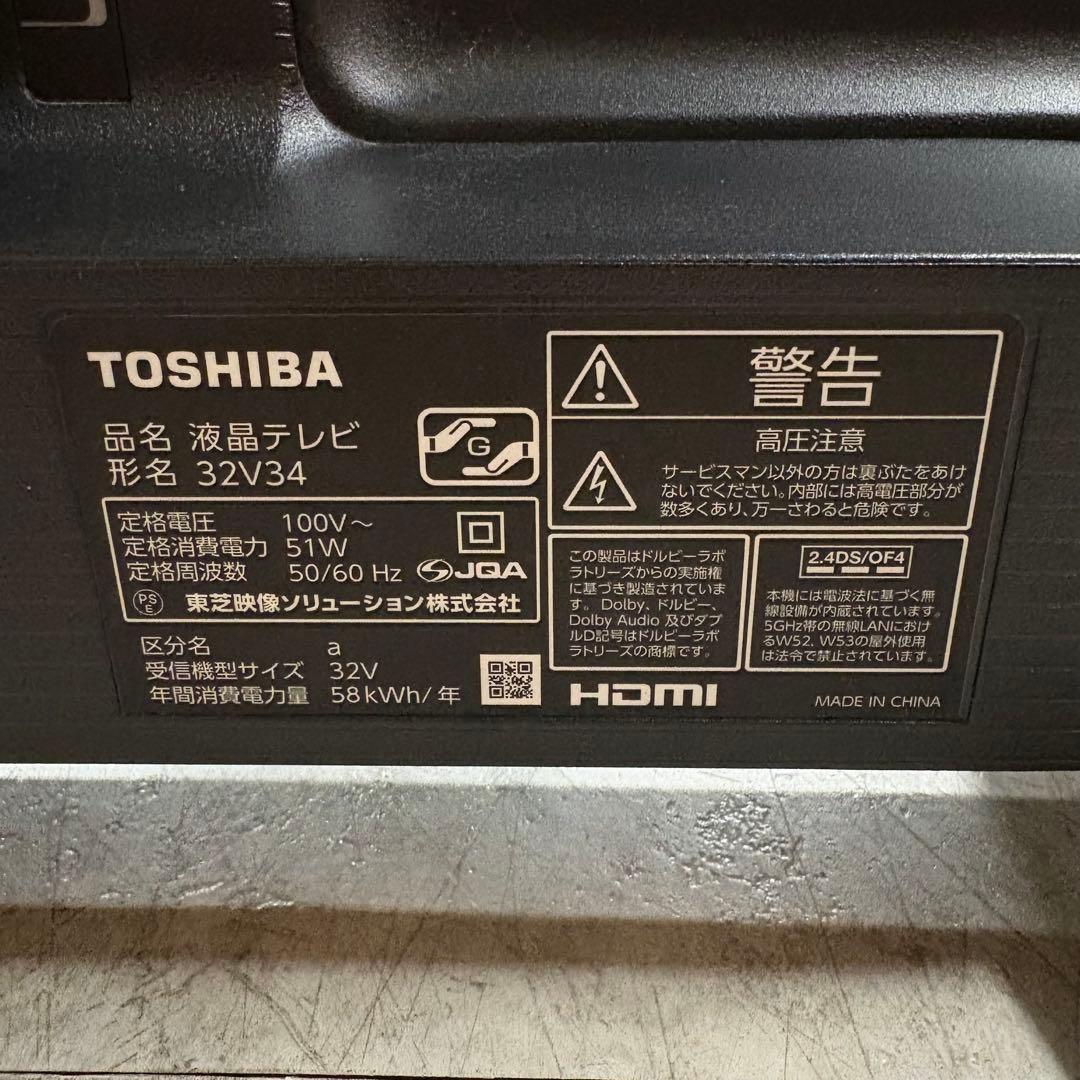 TOSHIBA
品名 液晶テレビ
形名 32V34
G
定格電圧 100V～
定格消費電力 51W
定格周波数 50/60 Hz
JQA
PS
E
東芝映像ソリューション株式会社
区分名 a
受信機型サイズ 32V
年間消費電力量 58kWh/年
警告
高圧注意
サービスマン以外の方は裏ぶたをあけ
ないでください。内部には高電圧部分が
数多くあり、万一さわると危険です。
この製品はドルビーラボ
ラトリーズからの実施権
に基づき製造されていま
す。Dolby、ドルビー、
Dolby Audio 及びダブ
ルD記号はドルビーラボ
ラトリーズの商標です。
2.4DS/OF4
本機には電波法に基づく無
線設備が内蔵されています。
5GHz帯の無線LANにおけ
るW52、W53の屋外使用
は法令で禁止されています。
HDMI
MADE IN CHINA